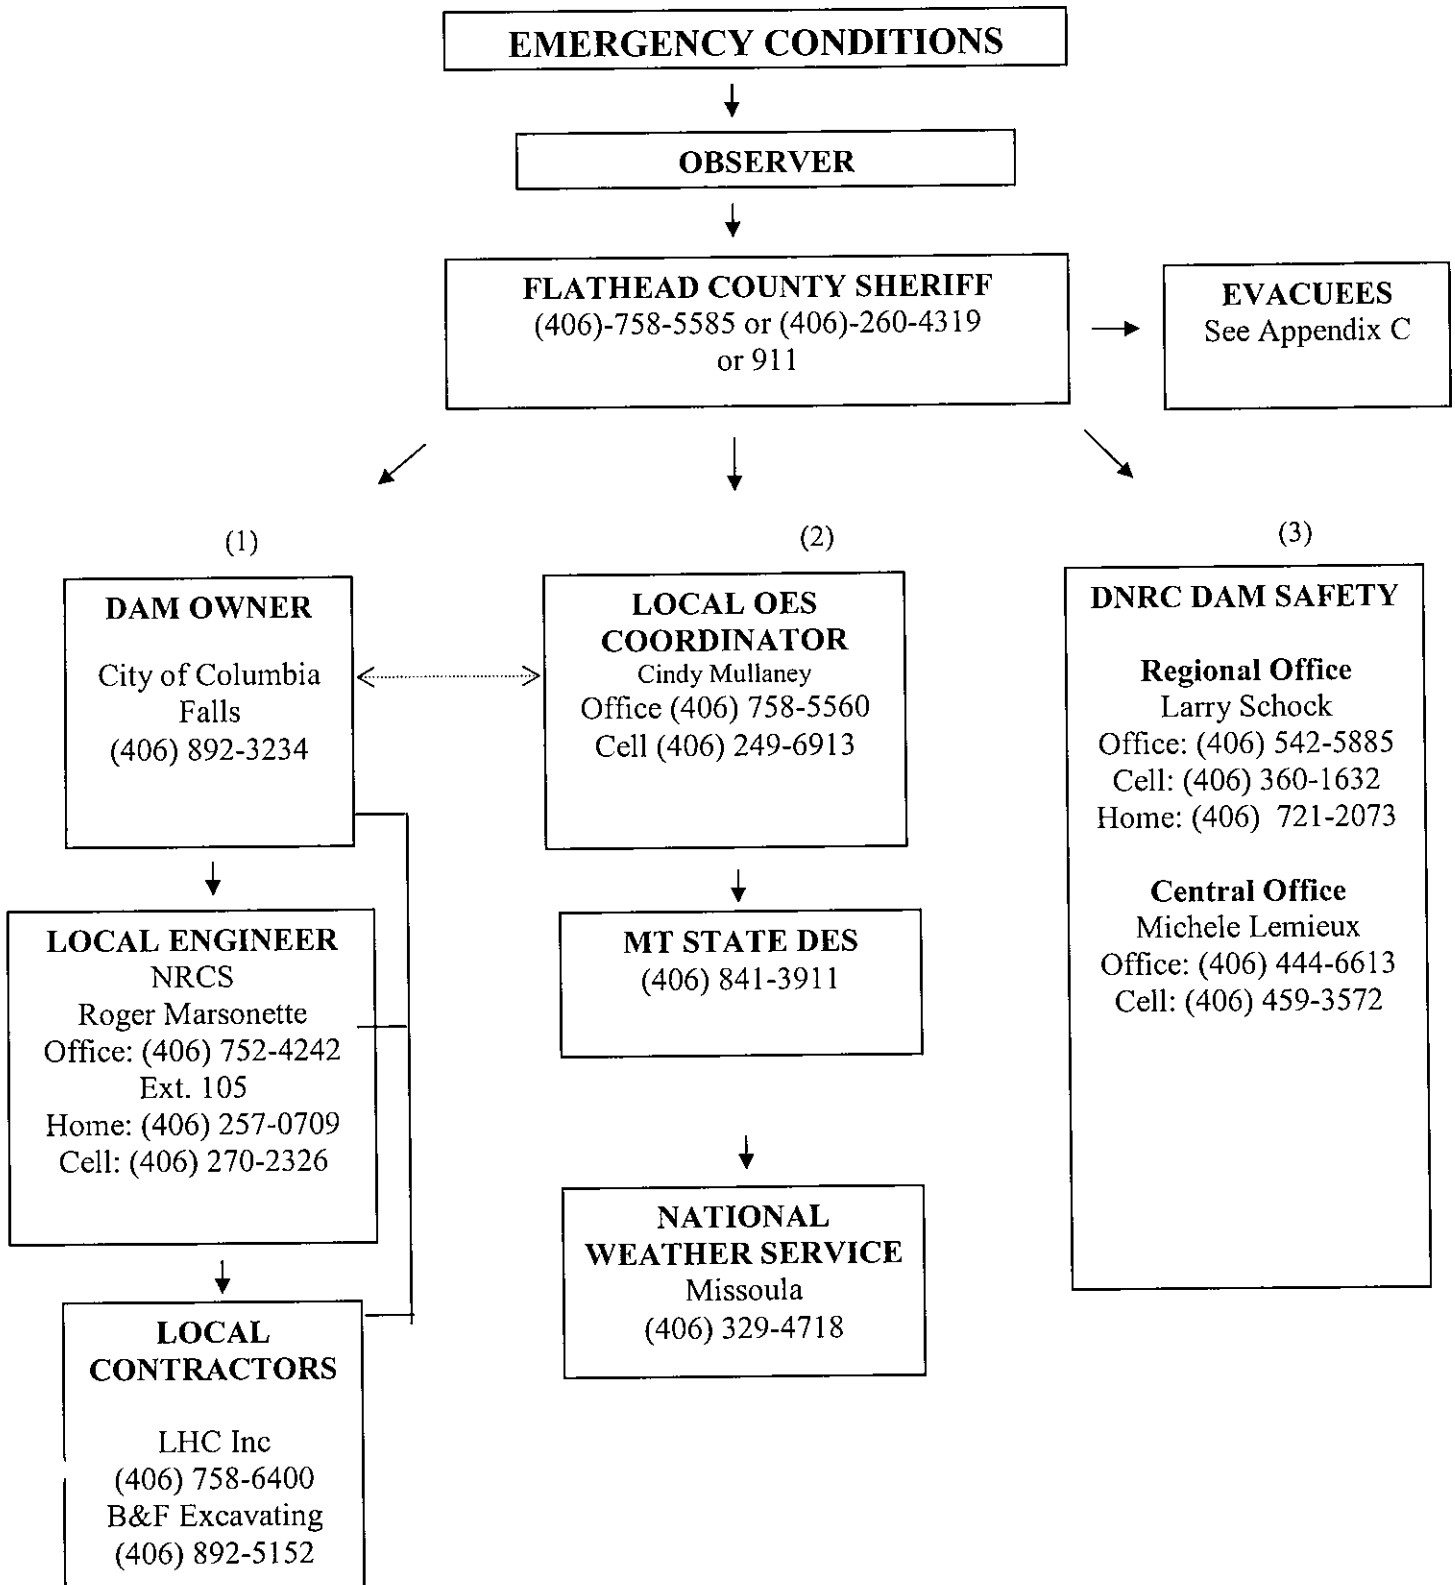 EMERGENCY CONDITIONS
OBSERVER
FLATHEAD COUNTY SHERIFF
(406)-758-5585 or (406)-260-4319
or 911
EVACUEES
See Appendix C
(1)
DAM OWNER
City of Columbia
Falls
(406) 892-3234
LOCAL ENGINEER
NRCS
Roger Marsonette
Office: (406) 752-4242
Ext. 105
Home: (406) 257-0709
Cell: (406) 270-2326
LOCAL
CONTRACTORS
LHC Inc
(406) 758-6400
B&F Excavating
(406) 892-5152
(2)
LOCAL OES
COORDINATOR
Cindy Mullaney
Office (406) 758-5560
Cell (406) 249-6913
MT STATE DES
(406) 841-3911
NATIONAL
WEATHER SERVICE
Missoula
(406) 329-4718
(3)
DNRC DAM SAFETY
Regional Office
Larry Schock
Office: (406) 542-5885
Cell: (406) 360-1632
Home: (406)  721-2073
Central Office
Michele Lemieux
Office: (406) 444-6613
Cell: (406) 459-3572